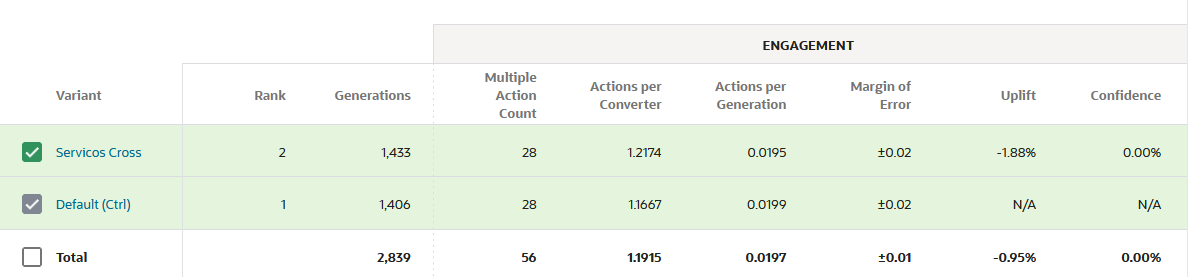 ENGAGEMENT
Variant Rank Generations Multiple Action Count Actions per Converter Actions per Generation Margin of Error Uplift Confidence
Servicos Cross 2 1,433 28 1.2174 0.0195 ±0.02 -1.88% 0.00%
Default (Ctrl) 1 1,406 28 1.1667 0.0199 ±0.02 N/A N/A
Total 2,839 56 1.1915 0.0197 ±0.01 -0.95% 0.00%